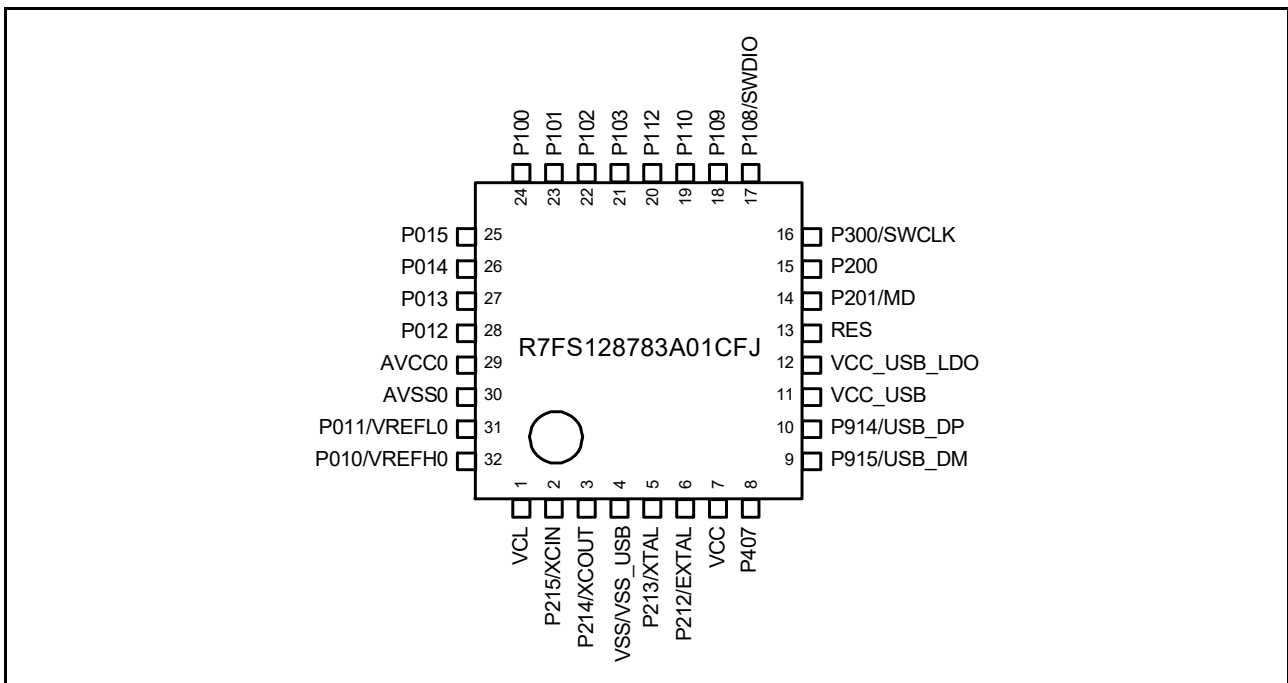 P100
P101
P102
P103
P112
P110
P109
P108/SWDIO
24
23
22
21
20
19
18
17
P015 25
P014 26
P013 27
P012 28
AVCC0 29
AVSS0 30
P011/VREFL0 31
P010/VREFH0 32
R7FS128783A01CFJ
16 P300/SWCLK
15 P200
14 P201/MD
13 RES
12 VCC_USB_LDO
11 VCC_USB
10 P914/USB_DP
9 P915/USB_DM
1
2
3
4
5
6
7
8
VCL
P215/XCIN
P214/XCOUT
VSS/VSS_USB
P213/XTAL
P212/EXTAL
VCC
P407